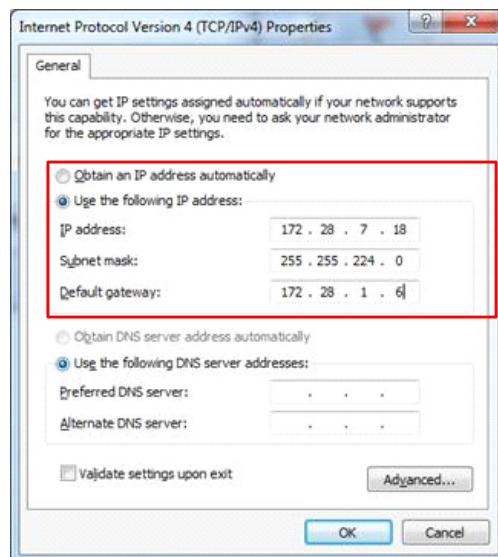 Internet Protocol Version 4 (TCP/IPv4) Properties
General
You can get IP settings assigned automatically if your network supports
this capability. Otherwise, you need to ask your network administrator
for the appropriate IP settings.
Obtain an IP address automatically
Use the following IP address:
IP address: 172 . 28 . 7 . 18
Subnet mask: 255 . 255 . 224 . 0
Default gateway: 172 . 28 . 1 . 6
Obtain DNS server address automatically
Use the following DNS server addresses:
Preferred DNS server: . . .
Alternate DNS server: . . .
Validate settings upon exit
Advanced...
OK Cancel